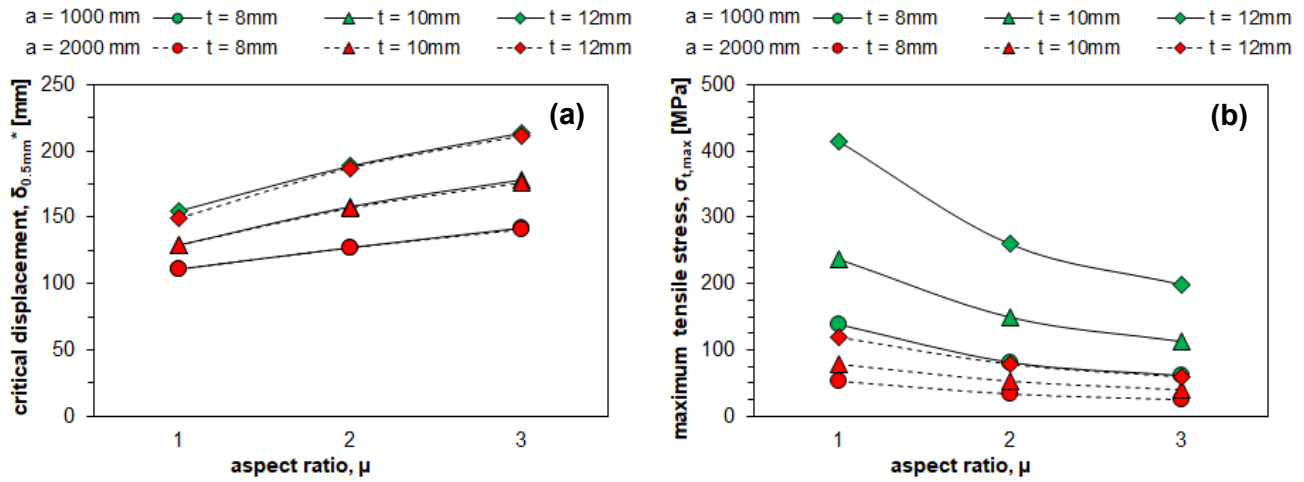 a = 1000 mm t = 8mm t = 10mm t = 12mm
a = 2000 mm t = 8mm t = 10mm t = 12mm
250
200
150
100
50
0
1 2 3
critical displacement, δ0.5mm* [mm]
aspect ratio, μ
(a)
a = 1000 mm t = 8mm t = 10mm t = 12mm
a = 2000 mm t = 8mm t = 10mm t = 12mm
500
400
300
200
100
0
1 2 3
maximum tensile stress, σt,max [MPa]
aspect ratio, μ
(b)